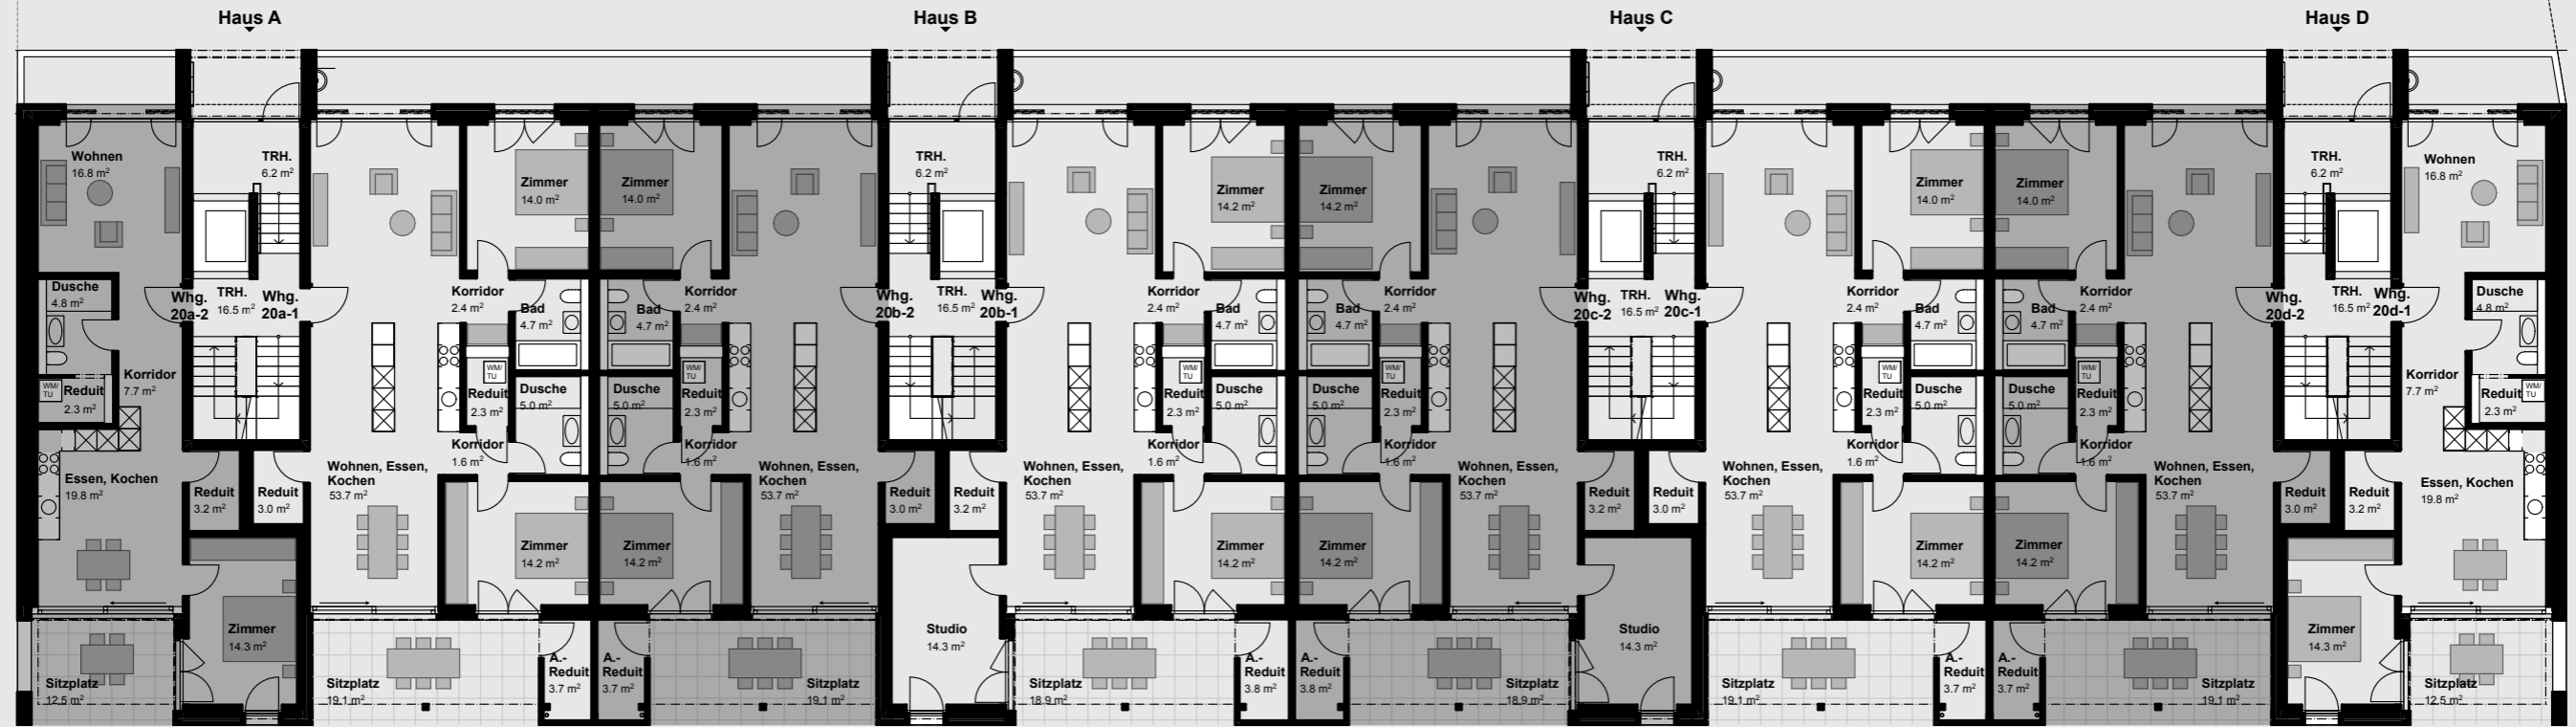 Haus A
Haus B
Haus C
Haus D
Wohnen
16.8 m²
TRH.
6.2 m²
Zimmer
14.0 m²
Zimmer
14.0 m²
TRH.
6.2 m²
Zimmer
14.2 m²
Zimmer
14.2 m²
TRH.
6.2 m²
Zimmer
14.0 m²
Zimmer
14.0 m²
TRH.
6.2 m²
Wohnen
16.8 m²
Dusche
4.8 m²
Whg.
20a-2
TRH.
16.5 m²
Whg.
20a-1
Korridor
2.4 m²
Bad
4.7 m²
Bad
4.7 m²
Korridor
2.4 m²
Whg.
20b-2
TRH.
16.5 m²
Whg.
20b-1
Korridor
2.4 m²
Bad
4.7 m²
Bad
4.7 m²
Korridor
2.4 m²
Whg.
20c-2
TRH.
16.5 m²
Whg.
20c-1
Korridor
2.4 m²
Bad
4.7 m²
Bad
4.7 m²
Korridor
2.4 m²
Whg.
20d-2
TRH.
16.5 m²
Whg.
20d-1
Dusche
4.8 m²
WM/
TU
Reduit
2.3 m²
Korridor
7.7 m²
WM/
TU
Reduit
2.3 m²
Dusche
5.0 m²
Dusche
5.0 m²
WM/
TU
Reduit
2.3 m²
WM/
TU
Reduit
2.3 m²
Dusche
5.0 m²
Dusche
5.0 m²
WM/
TU
Reduit
2.3 m²
WM/
TU
Reduit
2.3 m²
Dusche
5.0 m²
Dusche
5.0 m²
WM/
TU
Reduit
2.3 m²
Korridor
7.7 m²
Reduit
2.3 m²
WM/
TU
Essen, Kochen
19.8 m²
Reduit
3.2 m²
Reduit
3.0 m²
Wohnen, Essen,
Kochen
53.7 m²
Korridor
1.6 m²
Korridor
1.6 m²
Wohnen, Essen,
Kochen
53.7 m²
Reduit
3.0 m²
Reduit
3.2 m²
Wohnen, Essen,
Kochen
53.7 m²
Korridor
1.6 m²
Korridor
1.6 m²
Wohnen, Essen,
Kochen
53.7 m²
Reduit
3.2 m²
Reduit
3.0 m²
Wohnen, Essen,
Kochen
53.7 m²
Korridor
1.6 m²
Korridor
1.6 m²
Wohnen, Essen,
Kochen
53.7 m²
Reduit
3.0 m²
Reduit
3.2 m²
Essen, Kochen
19.8 m²
Zimmer
14.2 m²
Zimmer
14.2 m²
Zimmer
14.2 m²
Zimmer
14.2 m²
Zimmer
14.2 m²
Zimmer
14.2 m²
Sitzplatz
12.5 m²
Zimmer
14.3 m²
Sitzplatz
19.1 m²
A.-
Reduit
3.7 m²
A.-
Reduit
3.7 m²
Sitzplatz
19.1 m²
Studio
14.3 m²
Sitzplatz
18.9 m²
A.-
Reduit
3.8 m²
A.-
Reduit
3.8 m²
Sitzplatz
18.9 m²
Studio
14.3 m²
Sitzplatz
19.1 m²
A.-
Reduit
3.7 m²
A.-
Reduit
3.7 m²
Sitzplatz
19.1 m²
Zimmer
14.3 m²
Sitzplatz
12.5 m²